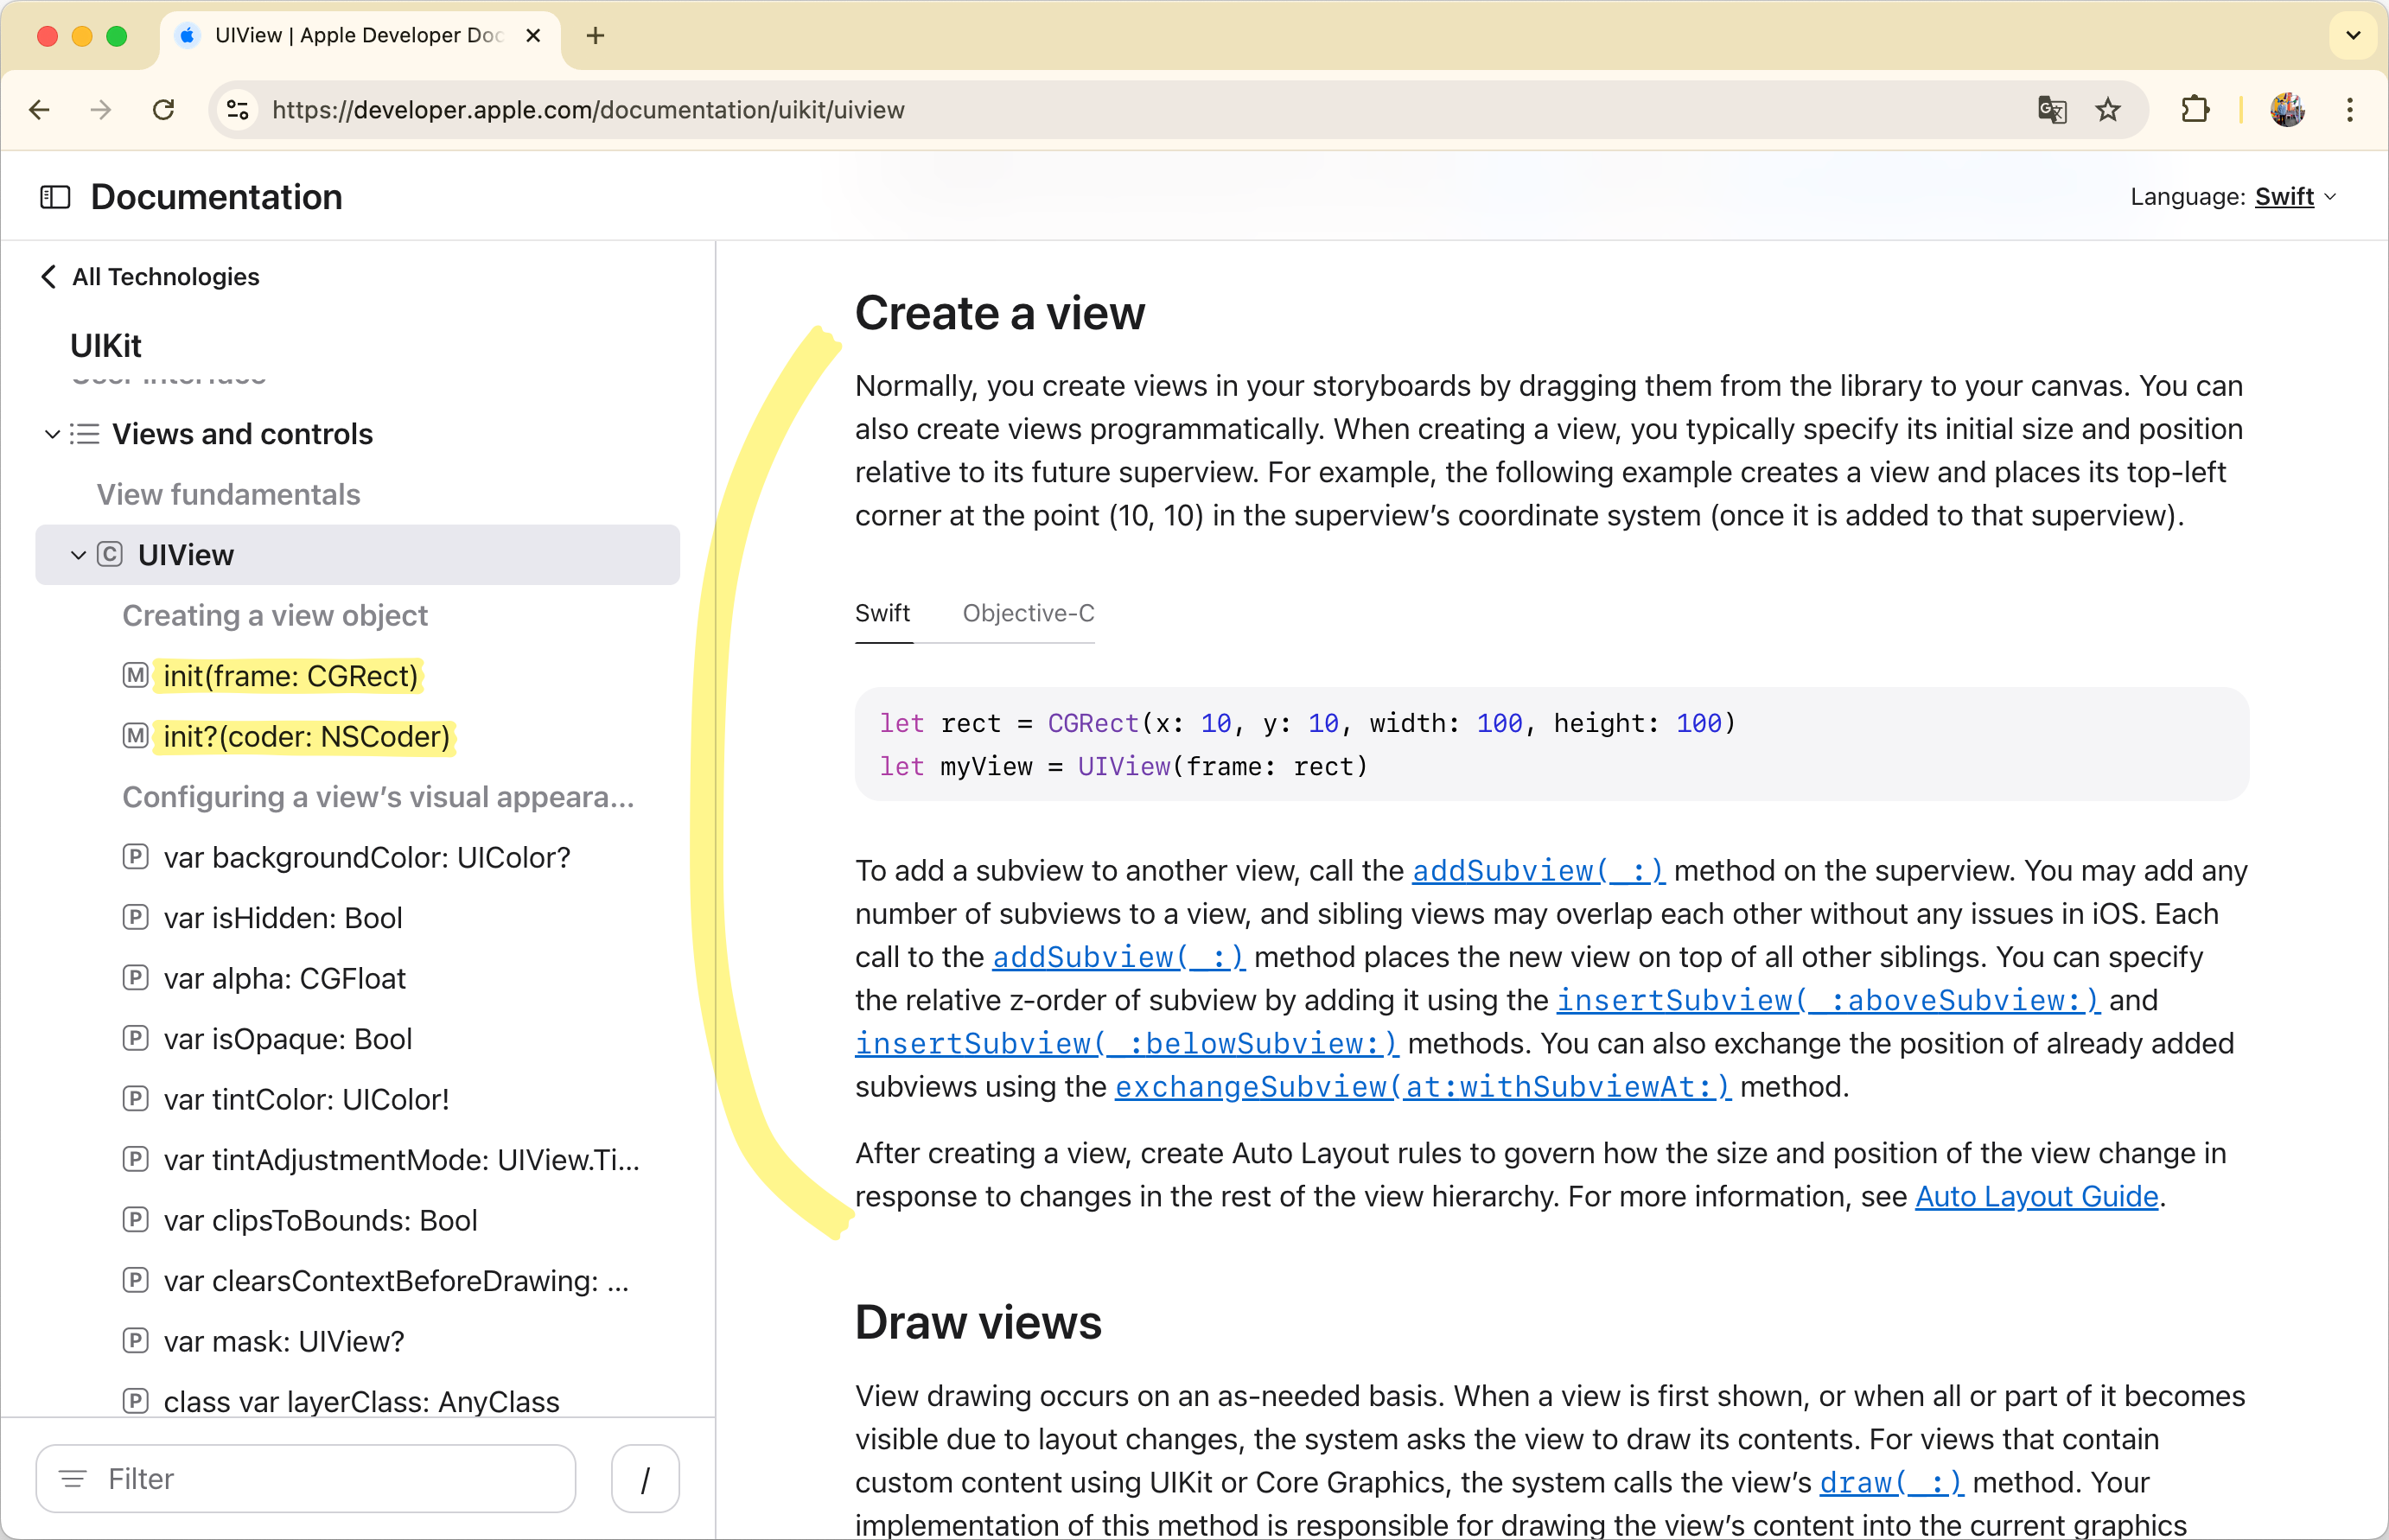 UIView | Apple Developer Doc
https://developer.apple.com/documentation/uikit/uiview
Documentation
Language: Swift
All Technologies
UIKit
User interface
Views and controls
View fundamentals
C UIView
Creating a view object
M init(frame: CGRect)
M init?(coder: NSCoder)
Configuring a view’s visual appeara...
P var backgroundColor: UIColor?
P var isHidden: Bool
P var alpha: CGFloat
P var isOpaque: Bool
P var tintColor: UIColor!
P var tintAdjustmentMode: UIView.Ti...
P var clipsToBounds: Bool
P var clearsContextBeforeDrawing: ...
P var mask: UIView?
P class var layerClass: AnyClass
Filter
/
Create a view
Normally, you create views in your storyboards by dragging them from the library to your canvas. You can
also create views programmatically. When creating a view, you typically specify its initial size and position
relative to its future superview. For example, the following example creates a view and places its top-left
corner at the point (10, 10) in the superview’s coordinate system (once it is added to that superview).
Swift Objective-C
let rect = CGRect(x: 10, y: 10, width: 100, height: 100)
let myView = UIView(frame: rect)
To add a subview to another view, call the addSubview(_:) method on the superview. You may add any
number of subviews to a view, and sibling views may overlap each other without any issues in iOS. Each
call to the addSubview(_:) method places the new view on top of all other siblings. You can specify
the relative z-order of subview by adding it using the insertSubview(_:aboveSubview:) and
insertSubview(_:belowSubview:) methods. You can also exchange the position of already added
subviews using the exchangeSubview(at:withSubviewAt:) method.
After creating a view, create Auto Layout rules to govern how the size and position of the view change in
response to changes in the rest of the view hierarchy. For more information, see Auto Layout Guide.
Draw views
View drawing occurs on an as-needed basis. When a view is first shown, or when all or part of it becomes
visible due to layout changes, the system asks the view to draw its contents. For views that contain
custom content using UIKit or Core Graphics, the system calls the view’s draw(_:) method. Your
implementation of this method is responsible for drawing the view’s content into the current graphics